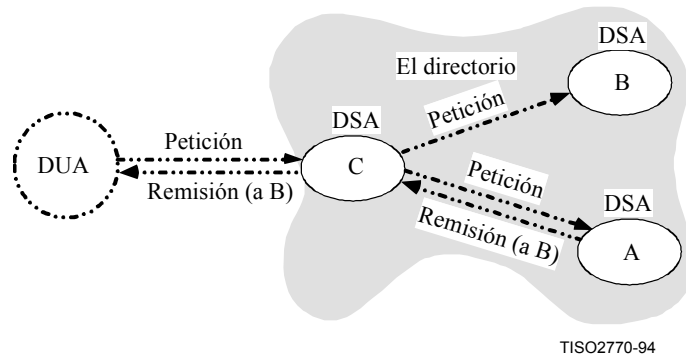 DSA
El directorio
B
Petición
DSA
Petición
DUA
C
Remisión (a B)
Petición
DSA
Remisión (a B)
A
TISO2770-94